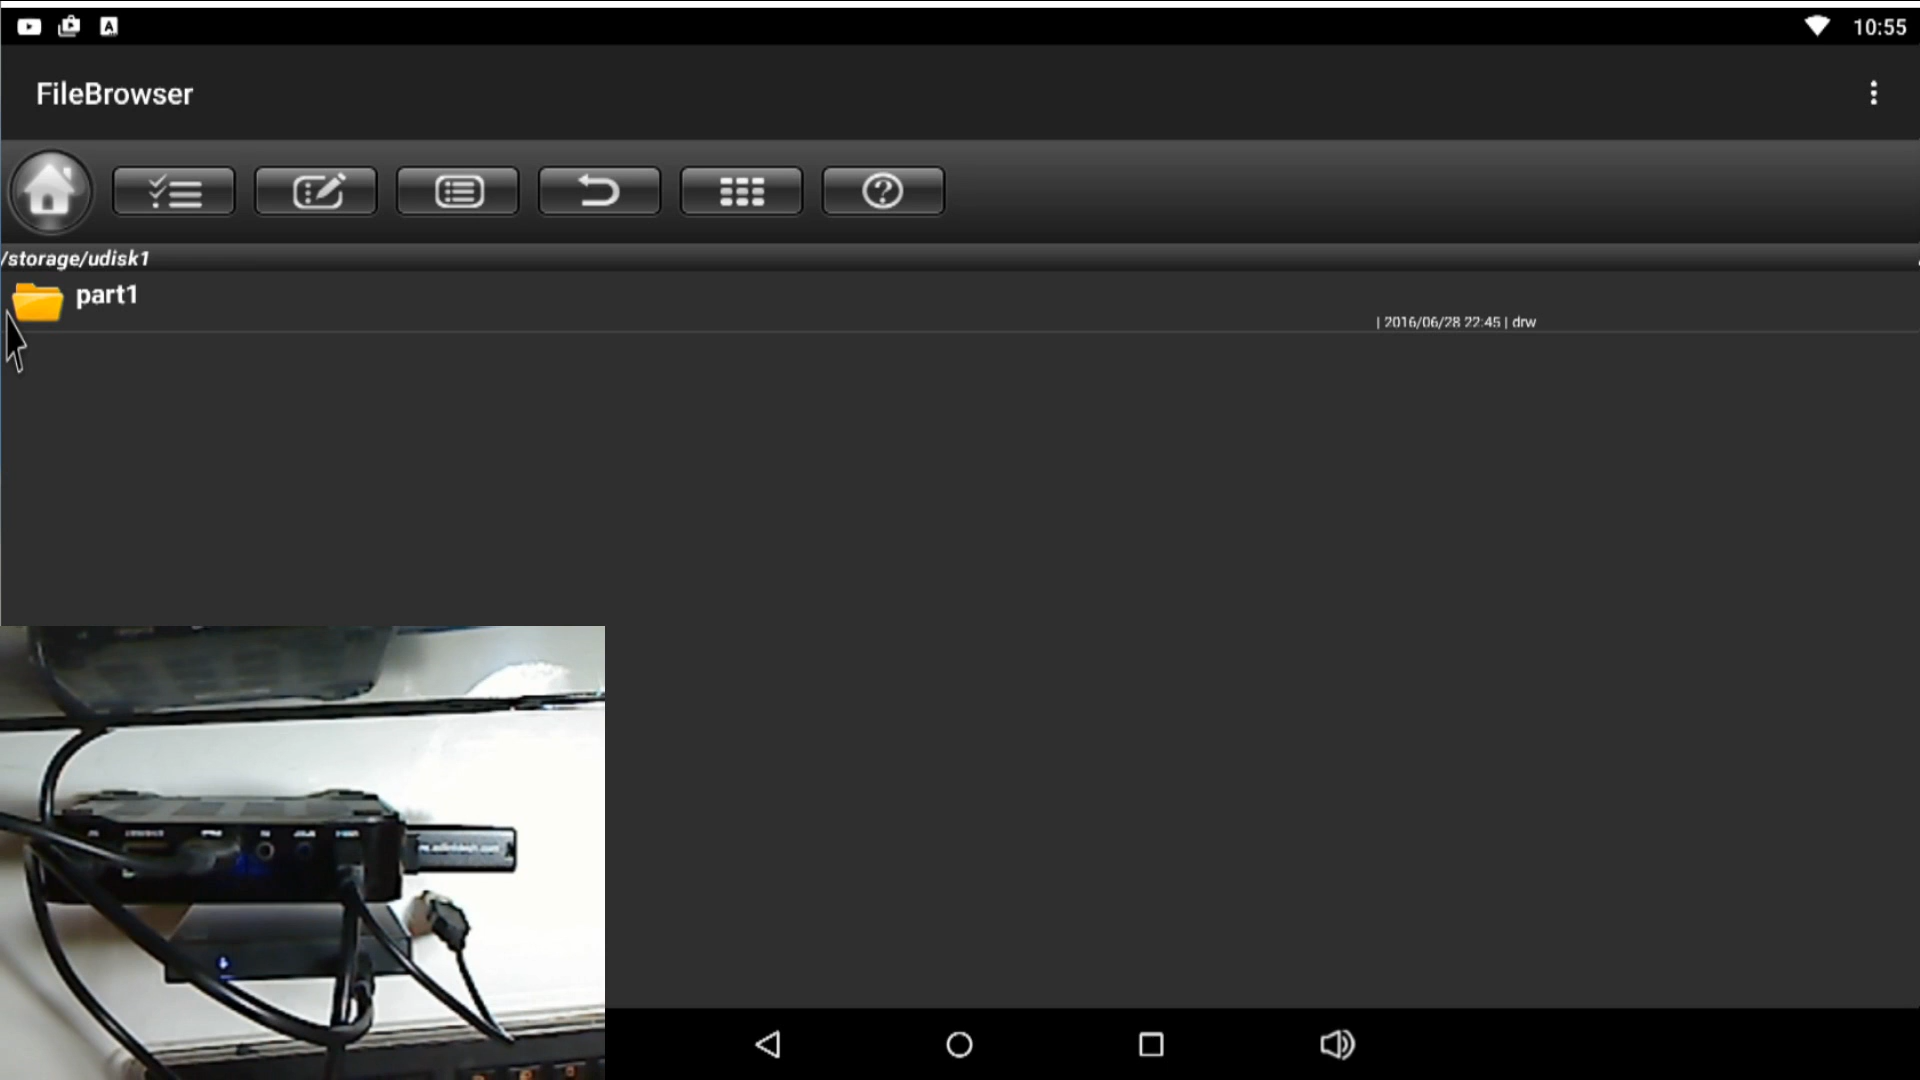 10:55
FileBrowser
/storage/udisk1
part1
| 2016/06/28 22:45 | drw